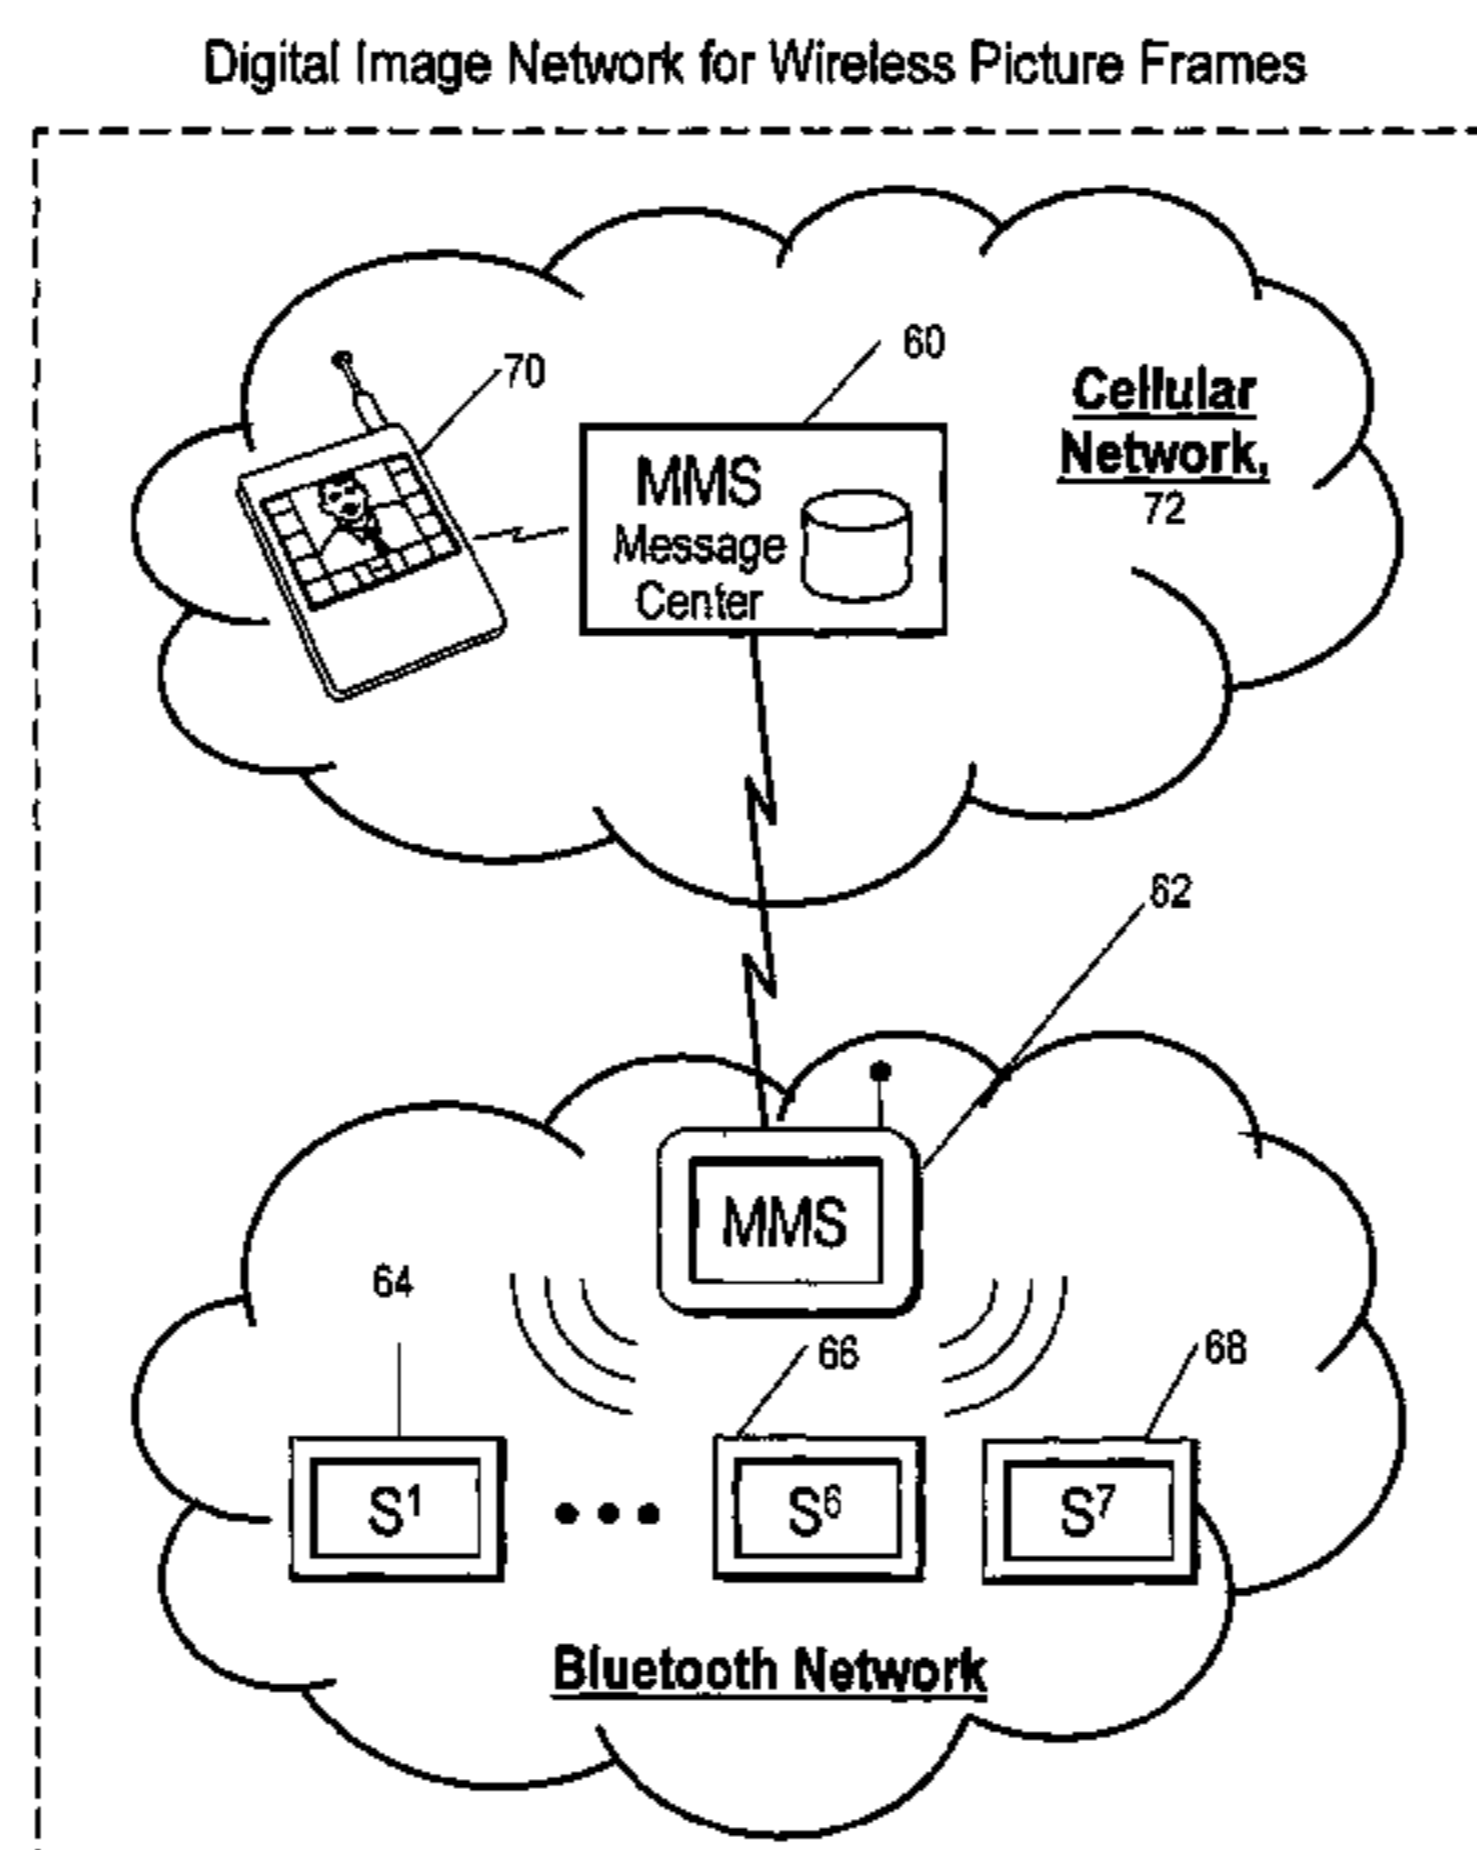 Digital Image Network for Wireless Picture Frames
60
70
Cellular
Network,
72
MMS
Message
Center
62
MMS
64
66
68
S¹
S⁶
S⁷
Bluetooth Network